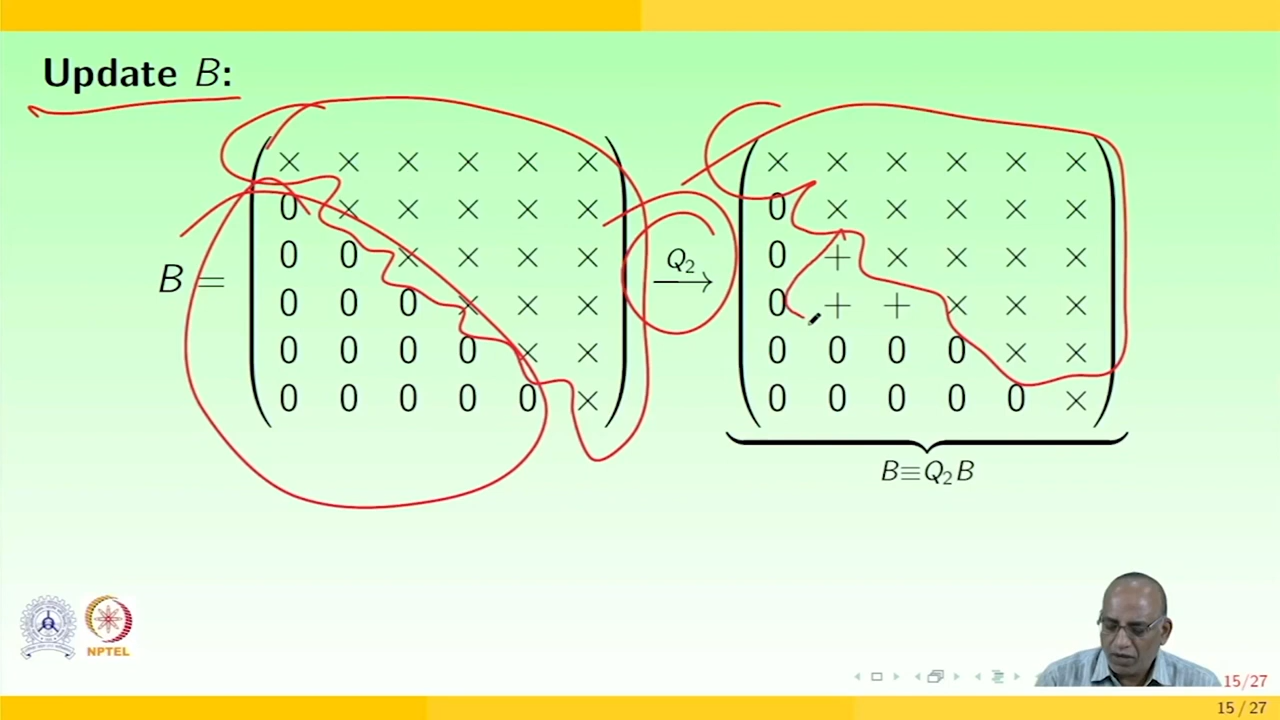 Update B:
B = ( × × × × × ×
0 × × × × ×
0 0 × × × ×
0 0 0 × × ×
0 0 0 0 × ×
0 0 0 0 0 × )
Q₂ →
( × × × × × ×
0 × × × × ×
0 + × × × ×
0 + + × × ×
0 0 0 0 × ×
0 0 0 0 0 × )
B≡Q₂B
NPTEL
15/27
15 / 27